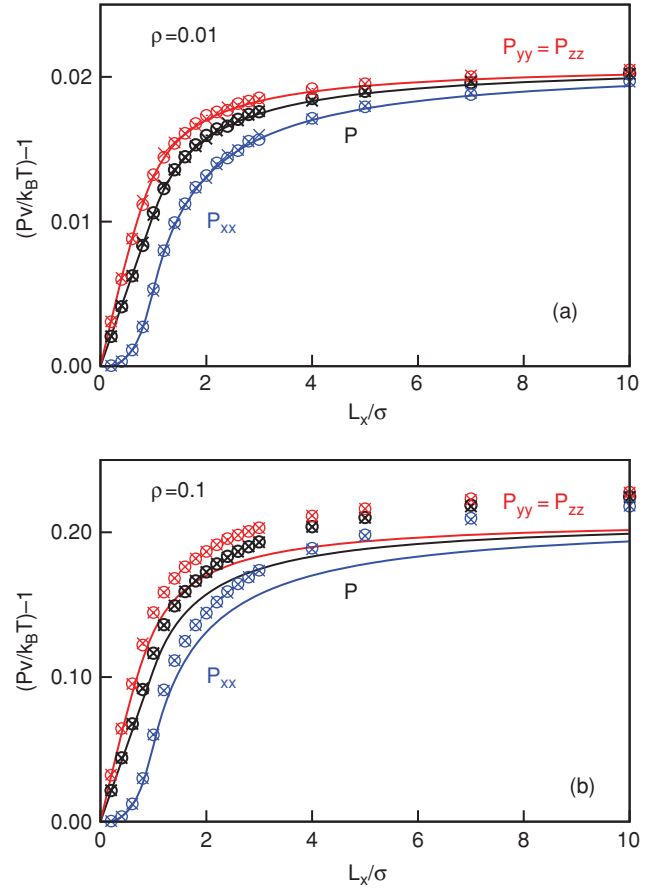 ρ=0.01
P_yy = P_zz
P
P_xx
(a)
(Pv/k_BT)−1
0.02
0.01
0.00
0 2 4 6 8 10
L_x/σ
ρ=0.1
P_yy = P_zz
P
P_xx
(b)
(Pv/k_BT)−1
0.20
0.10
0.00
0 2 4 6 8 10
L_x/σ